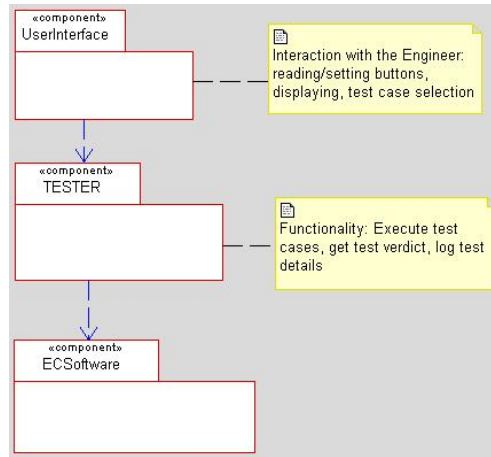 «component»
UserInterface
Interaction with the Engineer:
reading/setting buttons,
displaying, test case selection
«component»
TESTER
Functionality: Execute test
cases, get test verdict, log test
details
«component»
ECSoftware